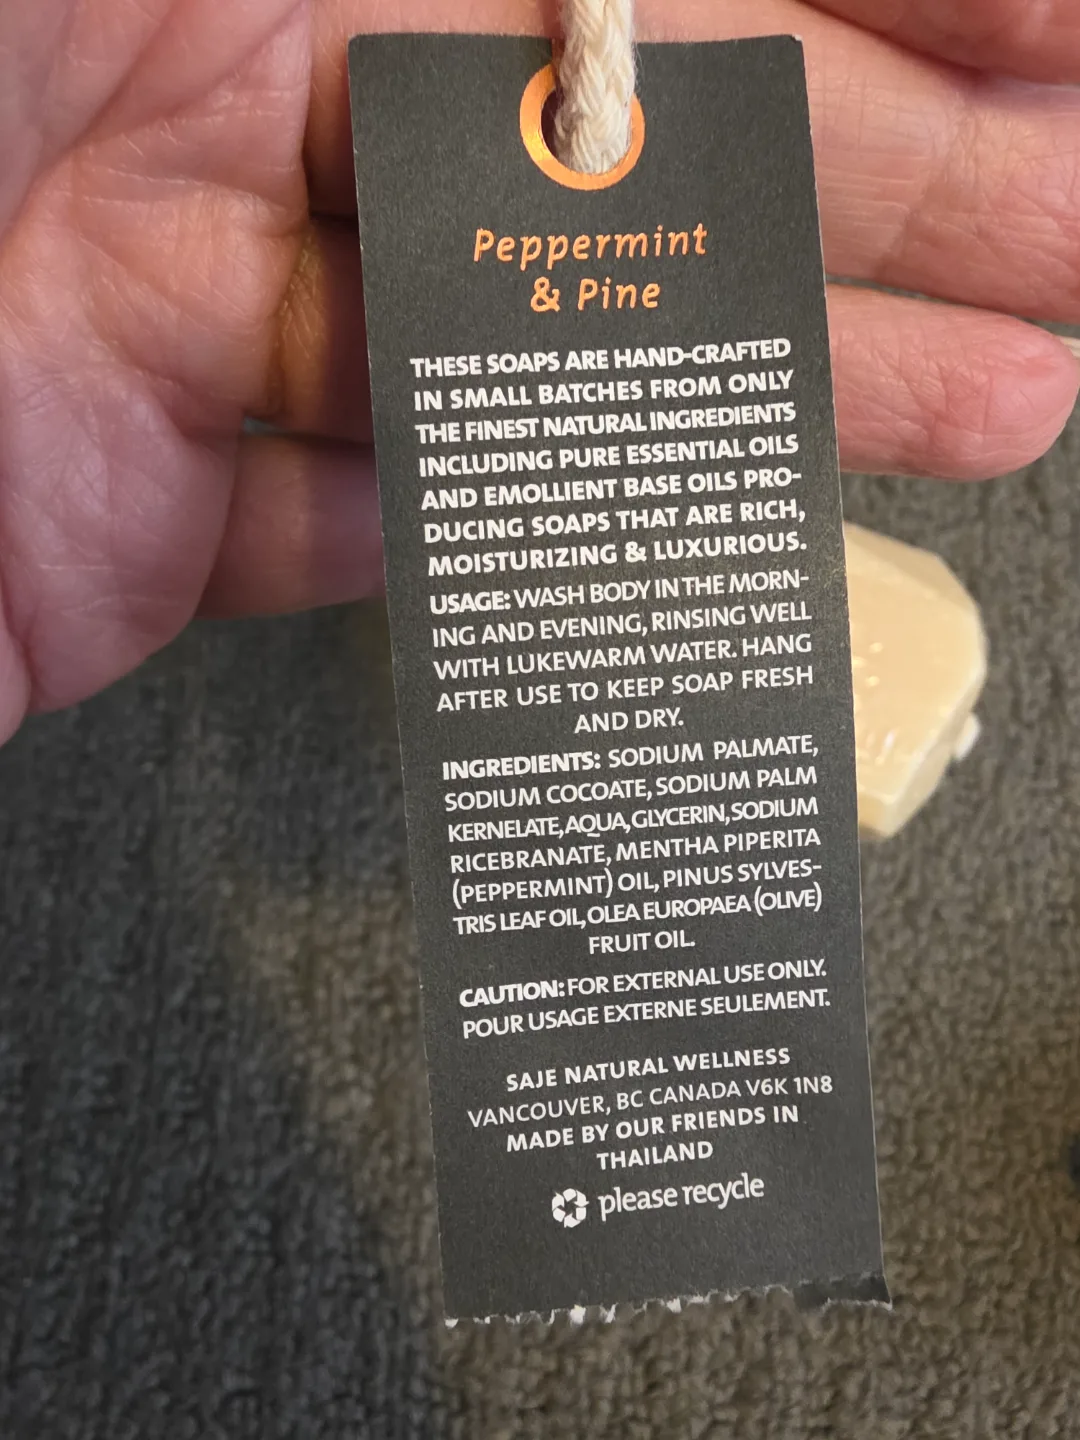 Peppermint
& Pine
THESE SOAPS ARE HAND-CRAFTED
IN SMALL BATCHES FROM ONLY
THE FINEST NATURAL INGREDIENTS
INCLUDING PURE ESSENTIAL OILS
AND EMOLLIENT BASE OILS PRO-
DUCING SOAPS THAT ARE RICH,
MOISTURIZING & LUXURIOUS.
USAGE: WASH BODY IN THE MORN-
ING AND EVENING, RINSING WELL
WITH LUKEWARM WATER. HANG
AFTER USE TO KEEP SOAP FRESH
AND DRY.
INGREDIENTS: SODIUM PALMATE,
SODIUM COCOATE, SODIUM PALM
KERNELATE, AQUA, GLYCERIN, SODIUM
RICEBRANATE, MENTHA PIPERITA
(PEPPERMINT) OIL, PINUS SYLVES-
TRIS LEAF OIL, OLEA EUROPAEA (OLIVE)
FRUIT OIL.
CAUTION: FOR EXTERNAL USE ONLY.
POUR USAGE EXTERNE SEULEMENT.
SAJE NATURAL WELLNESS
VANCOUVER, BC CANADA V6K 1N8
MADE BY OUR FRIENDS IN
THAILAND
please recycle